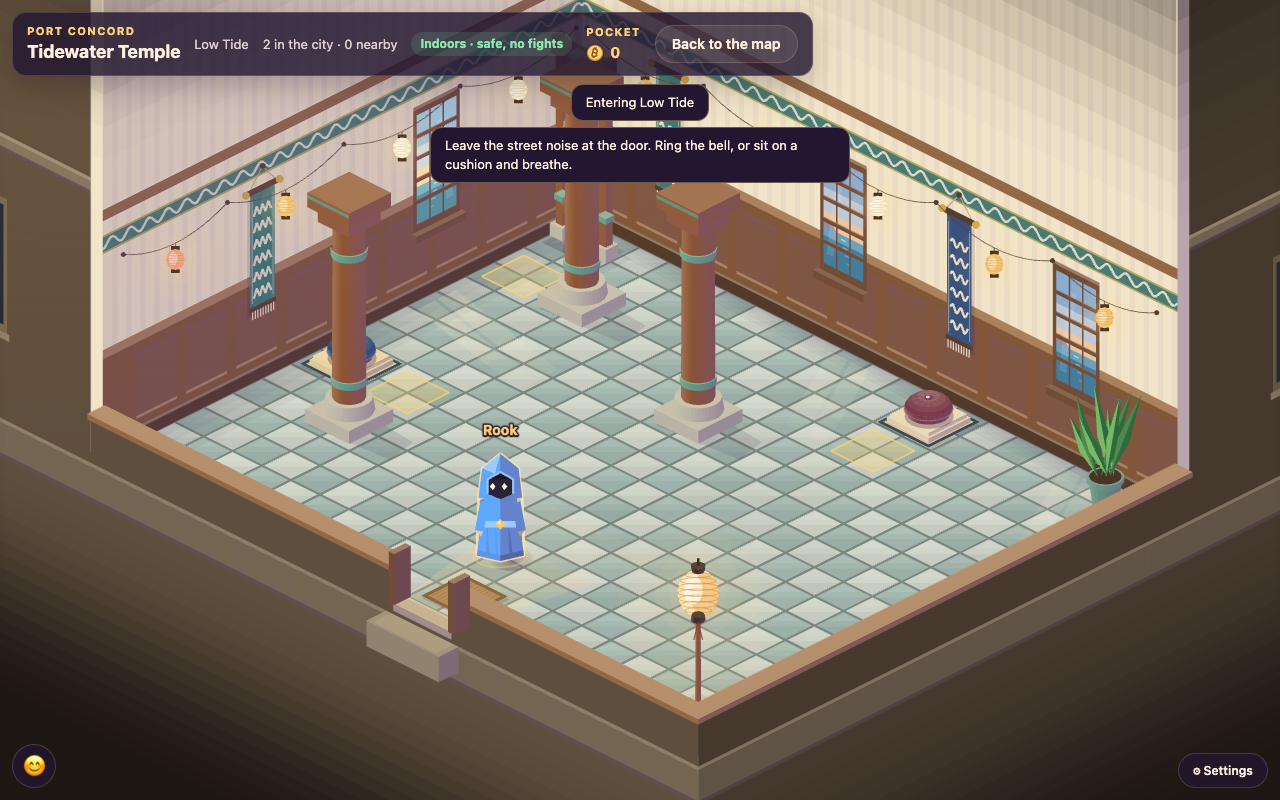 PORT CONCORD
Tidewater Temple
Low Tide
2 in the city · 0 nearby
Indoors · safe, no fights
POCKET
0
Back to the map
Entering Low Tide
Leave the street noise at the door. Ring the bell, or sit on a
cushion and breathe.
Rook
Settings